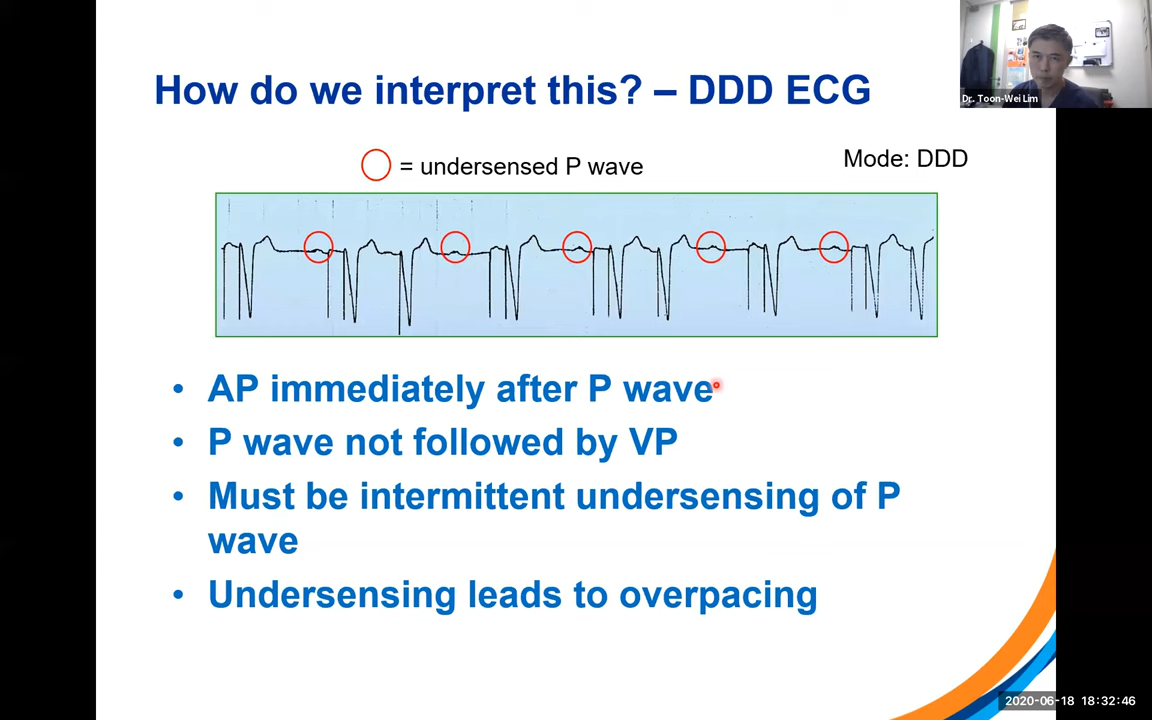 How do we interpret this? – DDD ECG
Dr. Toon-Wei Lim
= undersensed P wave
Mode: DDD
• AP immediately after P wave
• P wave not followed by VP
• Must be intermittent undersensing of P
wave
• Undersensing leads to overpacing
2020-06-18 18:32:46